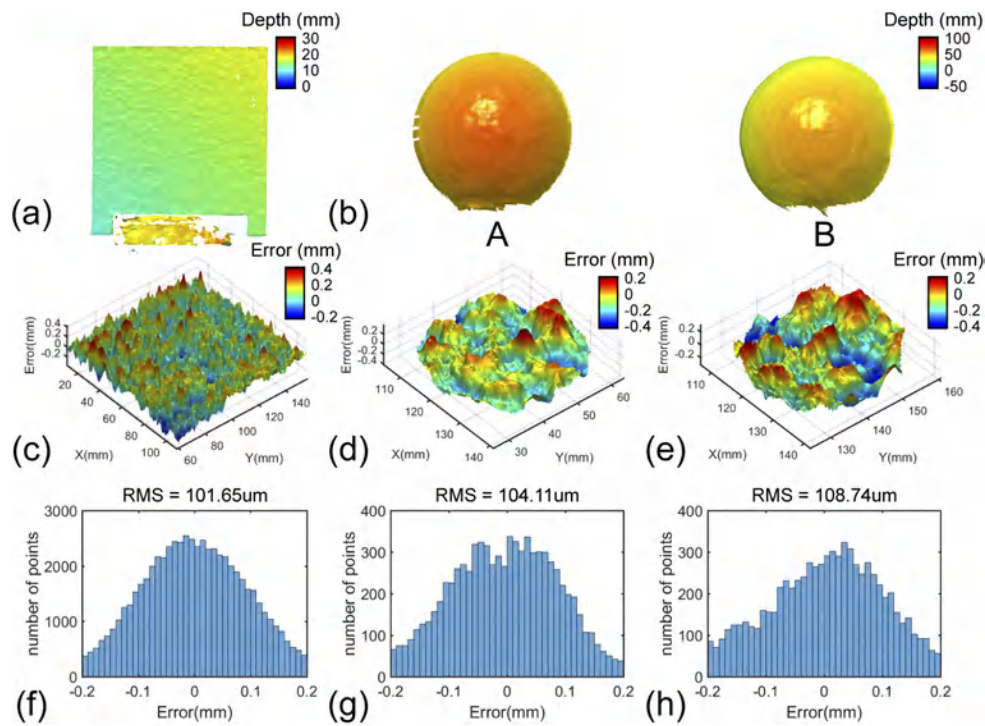 Depth (mm)
30
20
10
0
Depth (mm)
100
50
0
-50
(a)
(b)
A
B
Error (mm)
0.4
0.2
0
-0.2
Error (mm)
0.2
0
-0.2
-0.4
Error (mm)
0.2
0
-0.2
-0.4
Error(mm)
0.4
0.2
0
-0.2
20
40
60
80
100
X(mm)
60
80
100
120
140
Y(mm)
(c)
Error(mm)
0.2
0
-0.2
-0.4
110
120
130
140
X(mm)
30
40
50
60
Y(mm)
(d)
Error(mm)
0.2
0
-0.2
110
120
130
140
X(mm)
130
140
150
160
Y(mm)
(e)
RMS = 101.65um
number of points
3000
2000
1000
0
-0.2 -0.1 0 0.1 0.2
Error(mm)
(f)
RMS = 104.11um
number of points
400
300
200
100
0
-0.2 -0.1 0 0.1 0.2
Error(mm)
(g)
RMS = 108.74um
number of points
400
300
200
100
0
-0.2 -0.1 0 0.1 0.2
Error(mm)
(h)